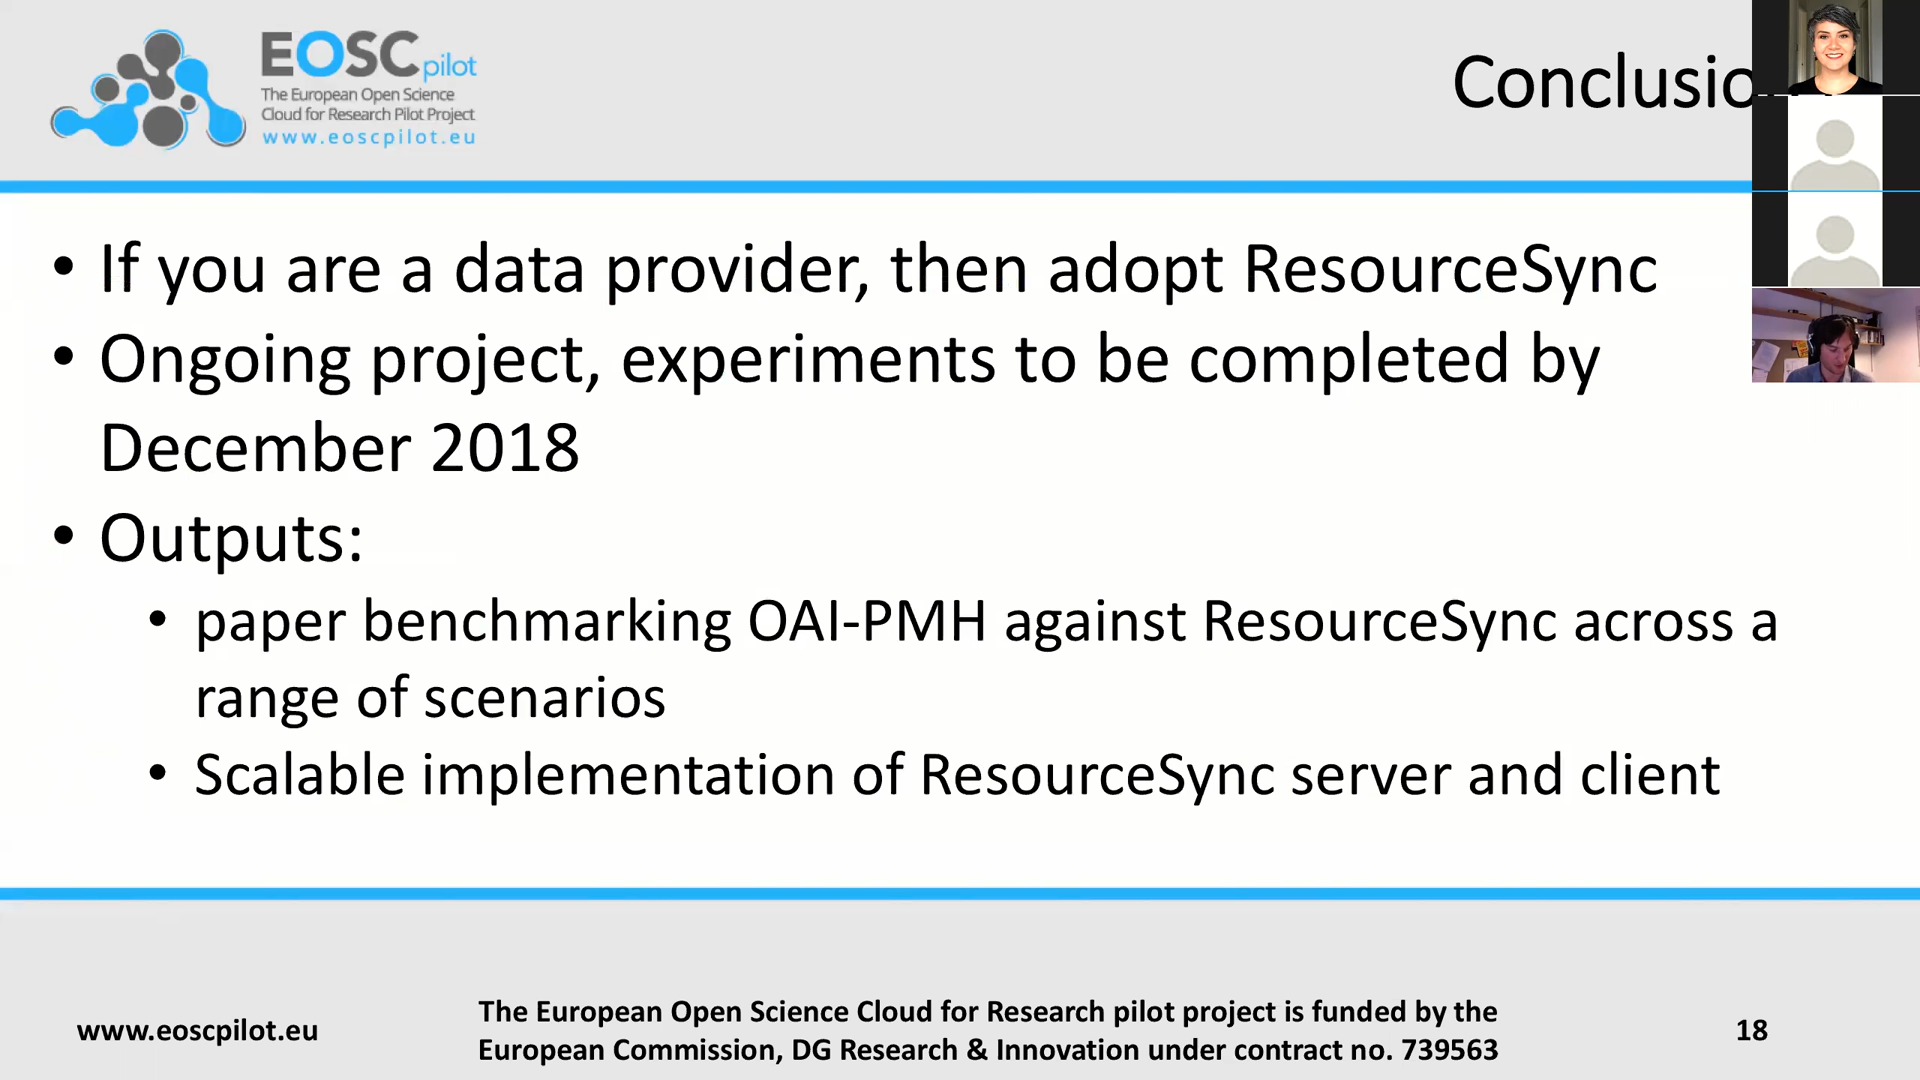 EOSCpilot
The European Open Science
Cloud for Research Pilot Project
www.eoscpilot.eu
• If you are a data provider, then adopt ResourceSync
• Ongoing project, experiments to be completed by
December 2018
• Outputs:
• paper benchmarking OAI-PMH against ResourceSync across a
range of scenarios
• Scalable implementation of ResourceSync server and client
www.eoscpilot.eu
The European Open Science Cloud for Research pilot project is funded by the
European Commission, DG Research & Innovation under contract no. 739563
18